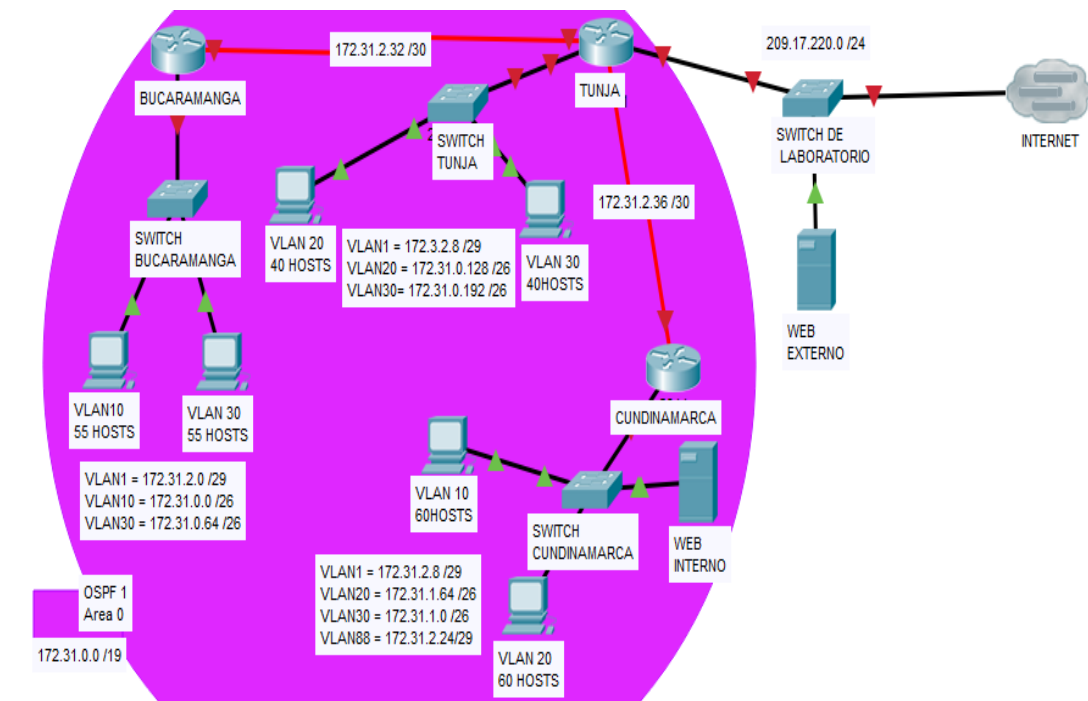 172.31.2.32 /30
209.17.220.0 /24
BUCARAMANGA
TUNJA
SWITCH DE
LABORATORIO
INTERNET
SWITCH
TUNJA
172.31.2.36 /30
SWITCH
BUCARAMANGA
VLAN 20
40 HOSTS
VLAN1 = 172.3.2.8 /29
VLAN20 = 172.31.0.128 /26
VLAN30= 172.31.0.192 /26
VLAN 30
40HOSTS
WEB
EXTERNO
VLAN10
55 HOSTS
VLAN 30
55 HOSTS
CUNDINAMARCA
VLAN1 = 172.31.2.0 /29
VLAN10 = 172.31.0.0 /26
VLAN30 = 172.31.0.64 /26
VLAN 10
60HOSTS
SWITCH
CUNDINAMARCA
WEB
INTERNO
VLAN1 = 172.31.2.8 /29
VLAN20 = 172.31.1.64 /26
VLAN30 = 172.31.1.0 /26
VLAN88 = 172.31.2.24/29
OSPF 1
Area 0
172.31.0.0 /19
VLAN 20
60 HOSTS